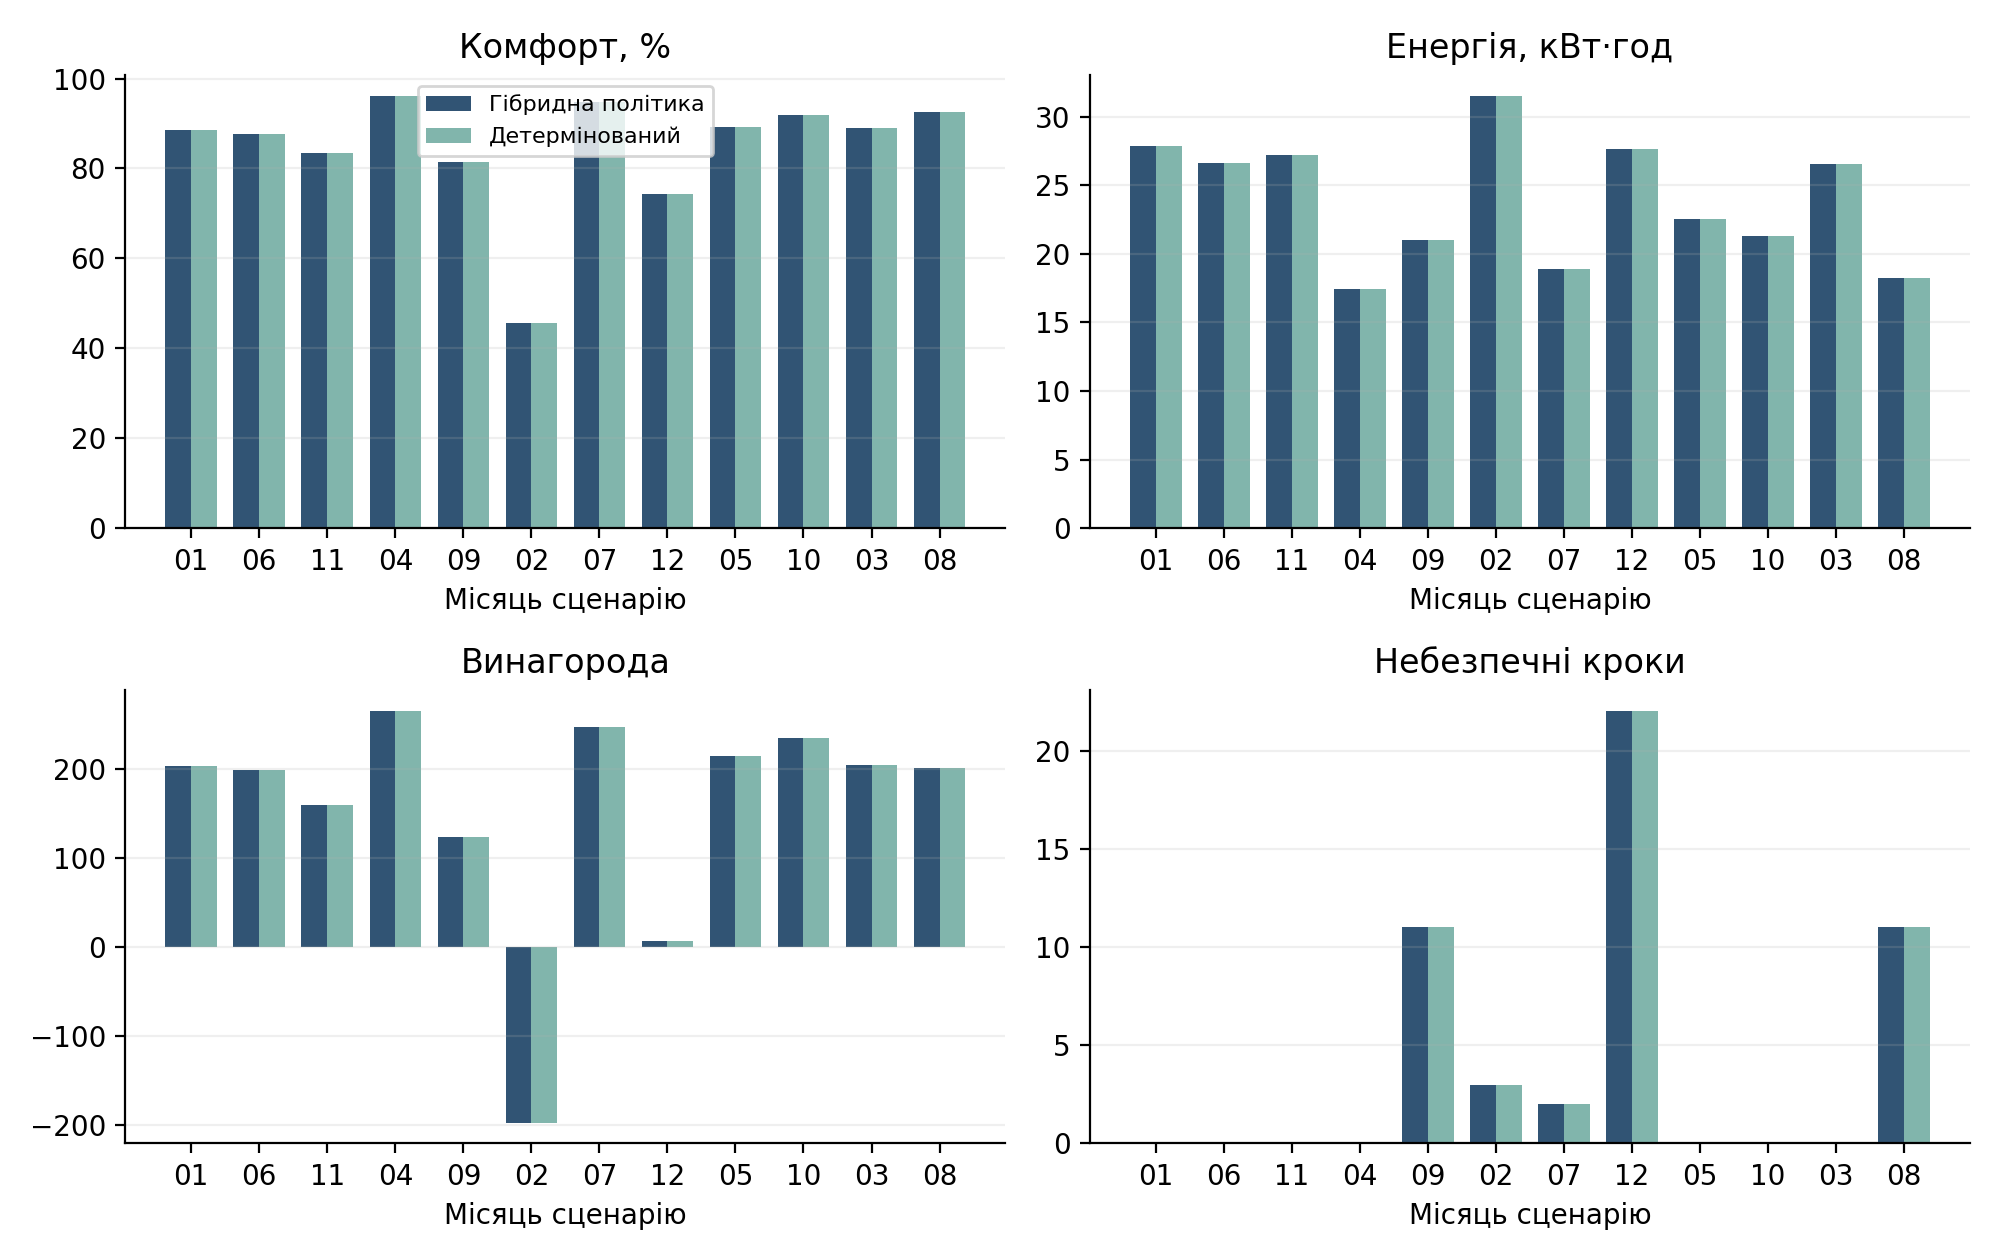 Комфорт, %
100
80
60
40
20
0
Гібридна політика
Детермінований
01 06 11 04 09 02 07 12 05 10 03 08
Місяць сценарію
Енергія, кВт·год
30
25
20
15
10
5
0
01 06 11 04 09 02 07 12 05 10 03 08
Місяць сценарію
Винагорода
200
100
0
−100
−200
01 06 11 04 09 02 07 12 05 10 03 08
Місяць сценарію
Небезпечні кроки
20
15
10
5
0
01 06 11 04 09 02 07 12 05 10 03 08
Місяць сценарію